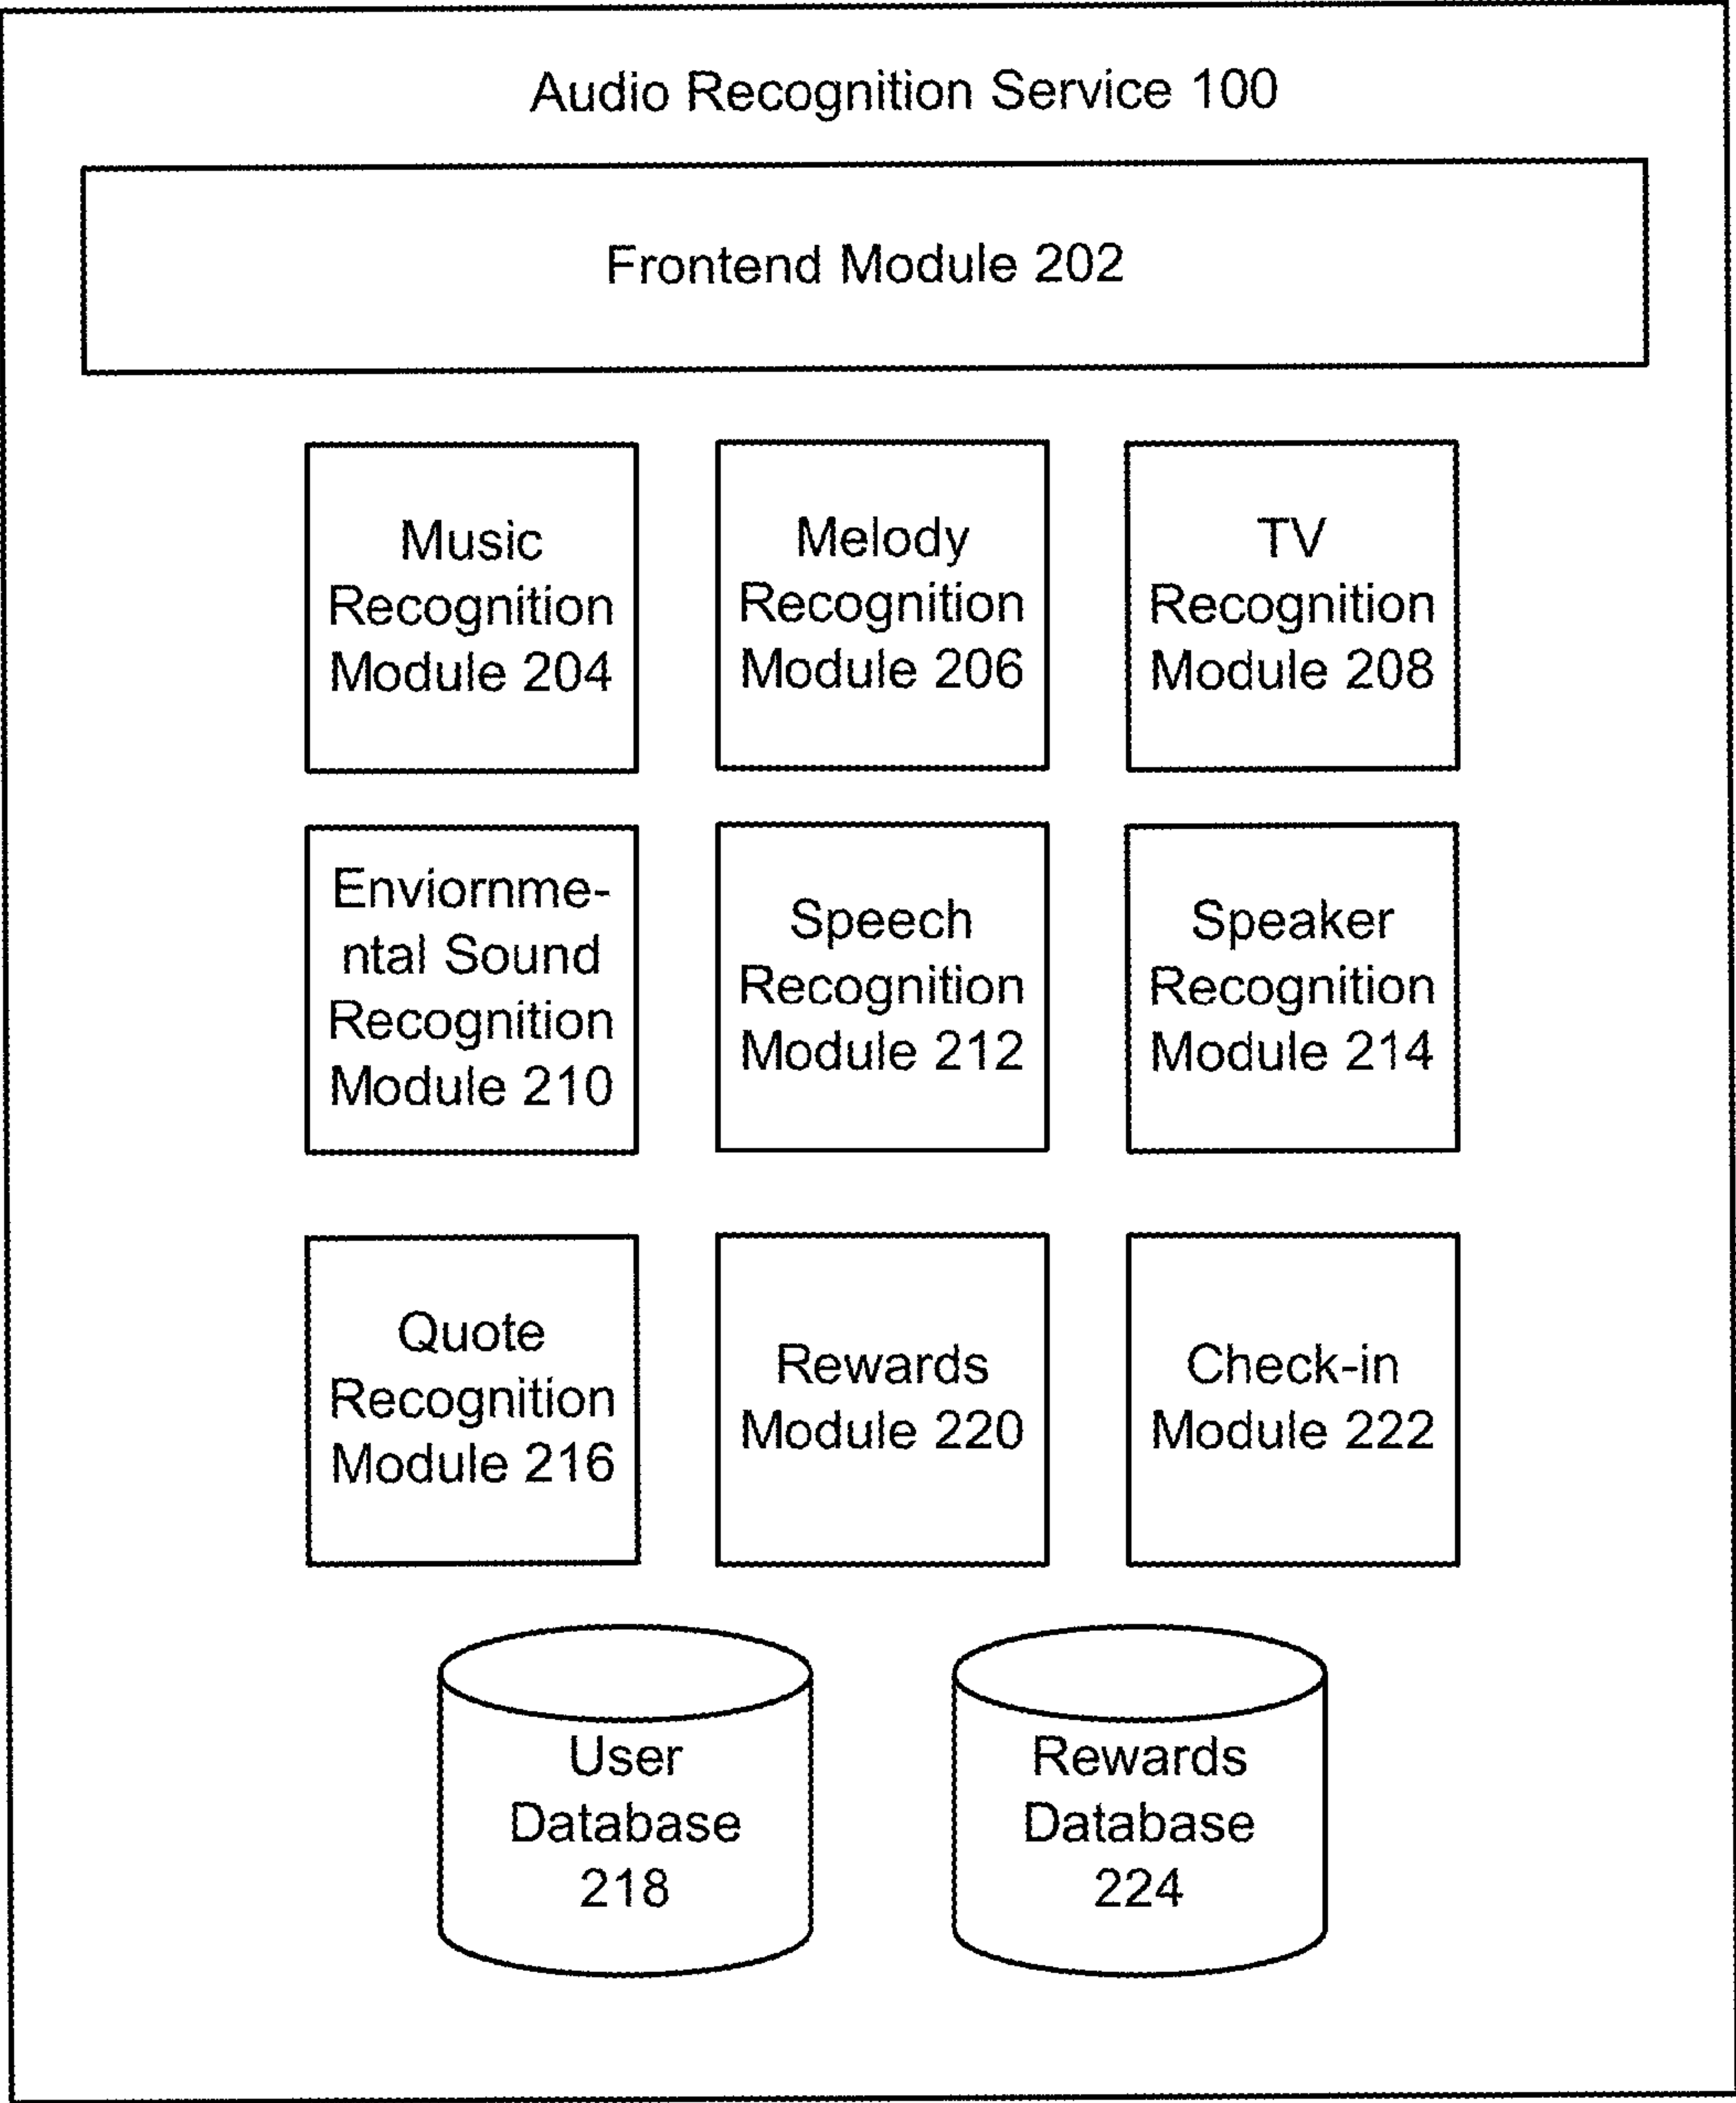 Audio Recognition Service 100
Frontend Module 202
Music
Recognition
Module 204
Melody
Recognition
Module 206
TV
Recognition
Module 208
Enviornme-
ntal Sound
Recognition
Module 210
Speech
Recognition
Module 212
Speaker
Recognition
Module 214
Quote
Recognition
Module 216
Rewards
Module 220
Check-in
Module 222
User
Database
218
Rewards
Database
224